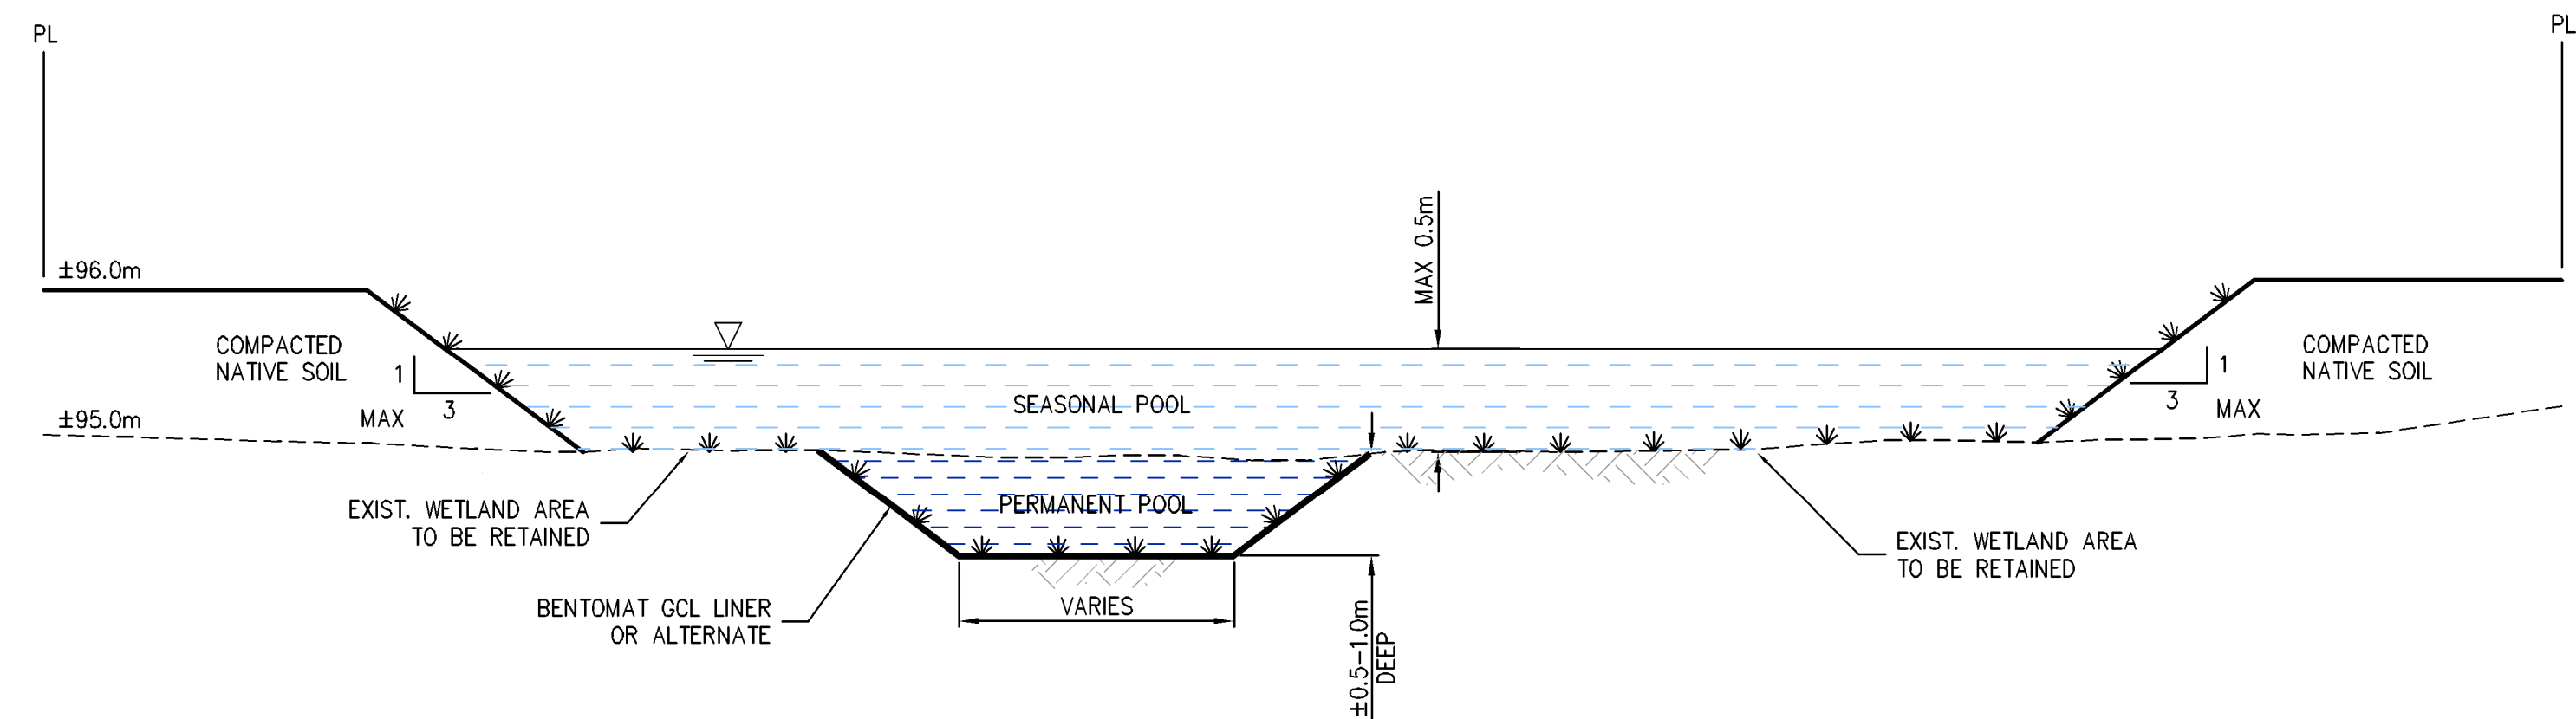 PL
PL
±96.0m
MAX 0.5m
COMPACTED
NATIVE SOIL
1
3
MAX
SEASONAL POOL
1
3
MAX
COMPACTED
NATIVE SOIL
±95.0m
EXIST. WETLAND AREA
TO BE RETAINED
PERMANENT POOL
EXIST. WETLAND AREA
TO BE RETAINED
BENTOMAT GCL LINER
OR ALTERNATE
VARIES
±0.5-1.0m
DEEP